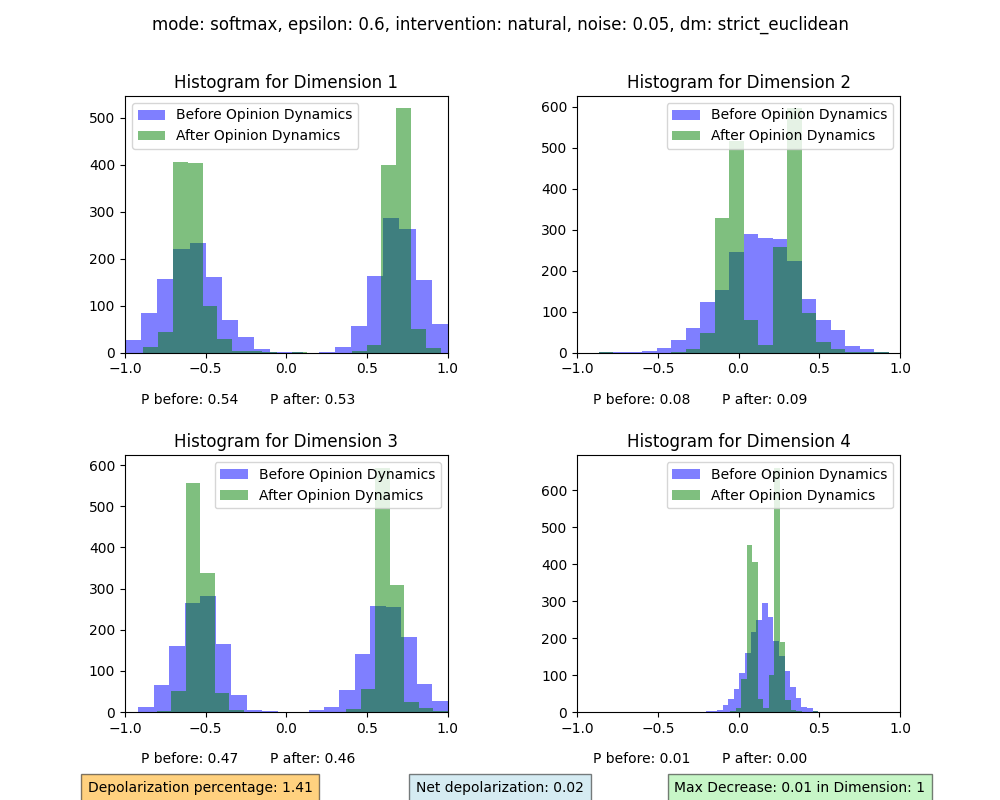 mode: softmax, epsilon: 0.6, intervention: natural, noise: 0.05, dm: strict_euclidean
Histogram for Dimension 1
Before Opinion Dynamics
After Opinion Dynamics
500
400
300
200
100
0
−1.0 −0.5 0.0 0.5 1.0
P before: 0.54 P after: 0.53
Histogram for Dimension 2
Before Opinion Dynamics
After Opinion Dynamics
600
500
400
300
200
100
0
−1.0 −0.5 0.0 0.5 1.0
P before: 0.08 P after: 0.09
Histogram for Dimension 3
Before Opinion Dynamics
After Opinion Dynamics
600
500
400
300
200
100
0
−1.0 −0.5 0.0 0.5 1.0
P before: 0.47 P after: 0.46
Histogram for Dimension 4
Before Opinion Dynamics
After Opinion Dynamics
600
500
400
300
200
100
0
−1.0 −0.5 0.0 0.5 1.0
P before: 0.01 P after: 0.00
Depolarization percentage: 1.41
Net depolarization: 0.02
Max Decrease: 0.01 in Dimension: 1